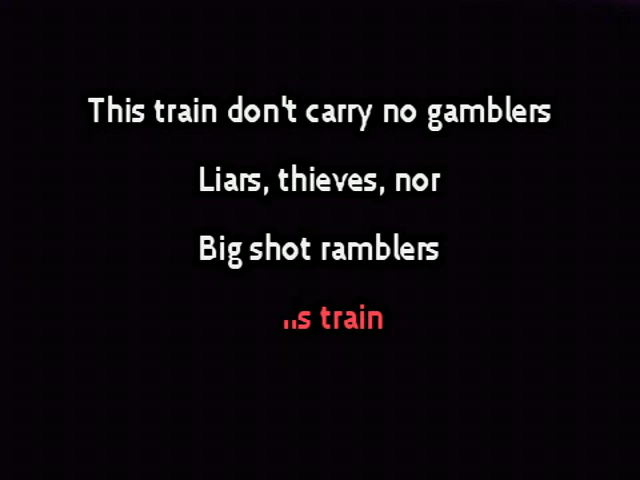 This train don't carry no gamblers
Liars, thieves, nor
Big shot ramblers
train